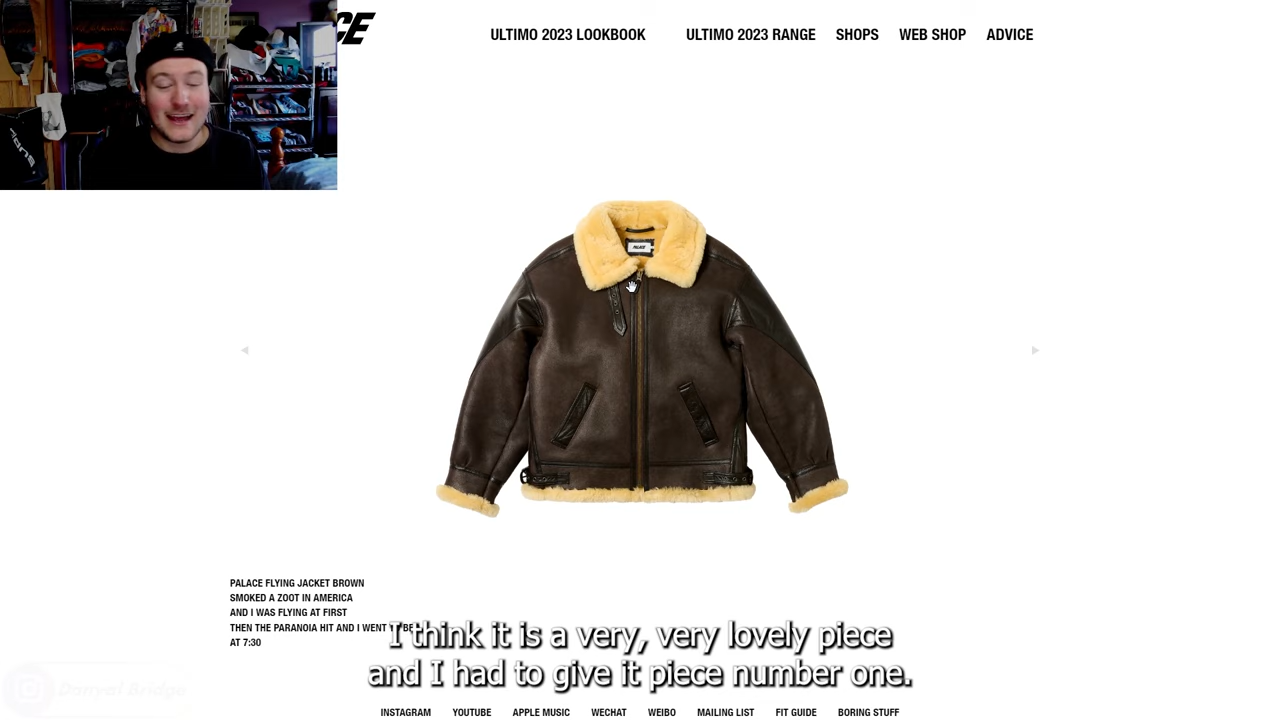 CE
ULTIMO 2023 LOOKBOOK
ULTIMO 2023 RANGE
SHOPS
WEB SHOP
ADVICE
PALACE
PALACE FLYING JACKET BROWN
SMOKED A ZOOT IN AMERICA
AND I WAS FLYING AT FIRST
THEN THE PARANOIA HIT AND I WENT
AT 7:30
I think it is a very, very lovely piece
and I had to give it piece number one.
Danyal Bridge
INSTAGRAM
YOUTUBE
APPLE MUSIC
WECHAT
WEIBO
MAILING LIST
FIT GUIDE
BORING STUFF